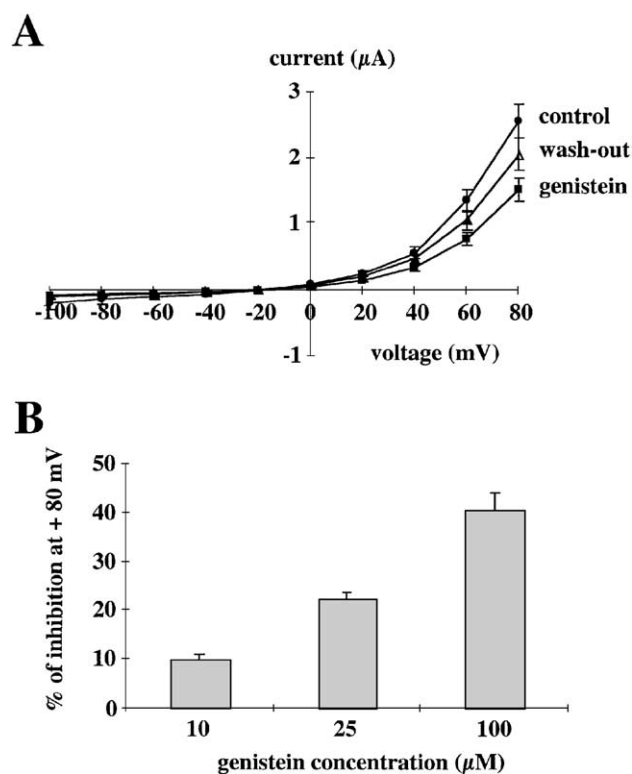 A
current (µA)
3
control
wash-out
2
genistein
1
-100 -80 -60 -40 -20 0 20 40 60 80
-1
voltage (mV)
B
% of inhibition at + 80 mV
50
40
30
20
10
0
10 25 100
genistein concentration (µM)